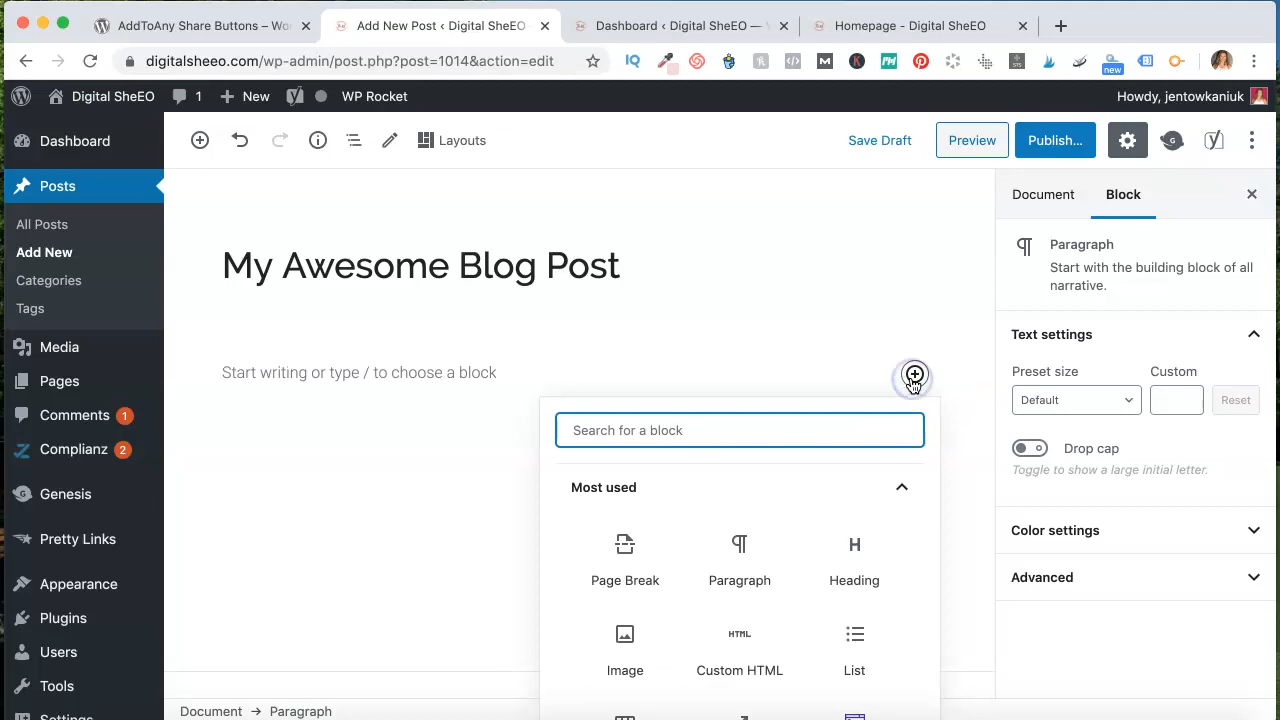 AddToAny Share Buttons – Wor
Add New Post ‹ Digital SheEO
Dashboard ‹ Digital SheEO —
Homepage - Digital SheEO
digitalsheeo.com/wp-admin/post.php?post=1014&action=edit
new
Digital SheEO
1
New
WP Rocket
Howdy, jentowkaniuk
Dashboard
Posts
All Posts
Add New
Categories
Tags
Media
Pages
Comments 1
Complianz 2
Genesis
Pretty Links
Appearance
Plugins
Users
Tools
Settings
Layouts
Save Draft
Preview
Publish...
My Awesome Blog Post
Start writing or type / to choose a block
Search for a block
Most used
Page Break
Paragraph
H
Heading
Image
HTML
Custom HTML
List
Document → Paragraph
Document
Block
Paragraph
Start with the building block of all
narrative.
Text settings
Preset size
Custom
Default
Reset
Drop cap
Toggle to show a large initial letter.
Color settings
Advanced